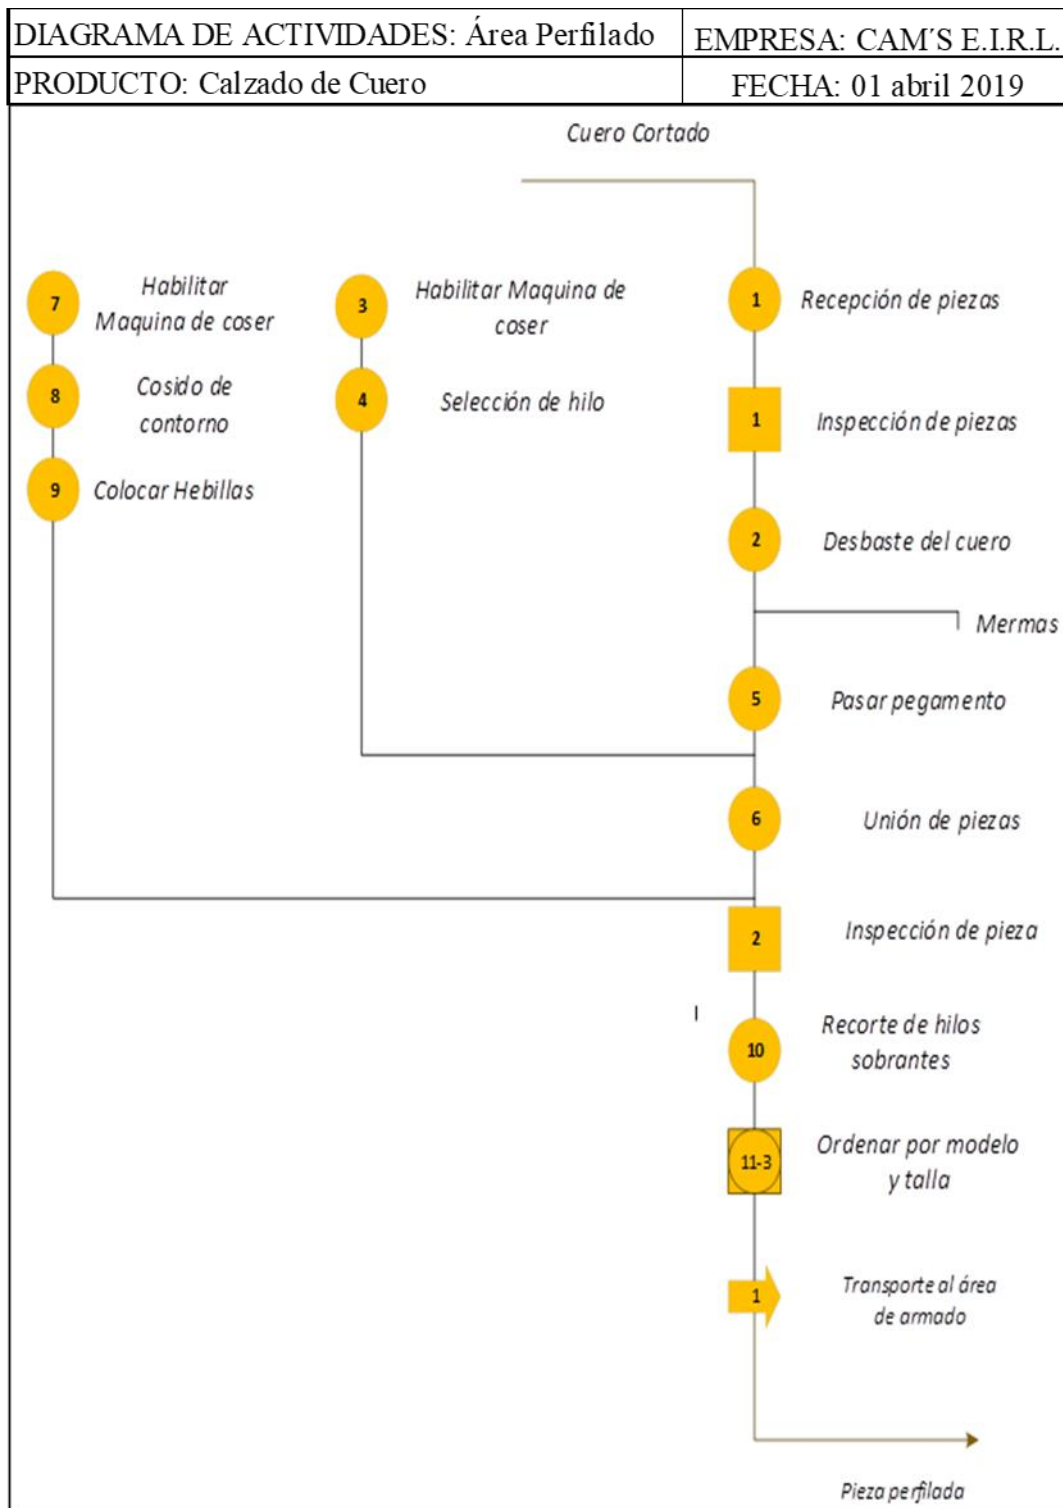 DIAGRAMA DE ACTIVIDADES: Área Perfilado
EMPRESA: CAM´S E.I.R.L.
PRODUCTO: Calzado de Cuero
FECHA: 01 abril 2019
Cuero Cortado
7
Habilitar
Maquina de coser
3
Habilitar Maquina de
coser
1
Recepción de piezas
8
Cosido de
contorno
4
Selección de hilo
1
Inspección de piezas
9
Colocar Hebillas
2
Desbaste del cuero
Mermas
5
Pasar pegamento
6
Unión de piezas
2
Inspección de pieza
I
10
Recorte de hilos
sobrantes
11-3
Ordenar por modelo
y talla
1
Transporte al área
de armado
Pieza perfilada